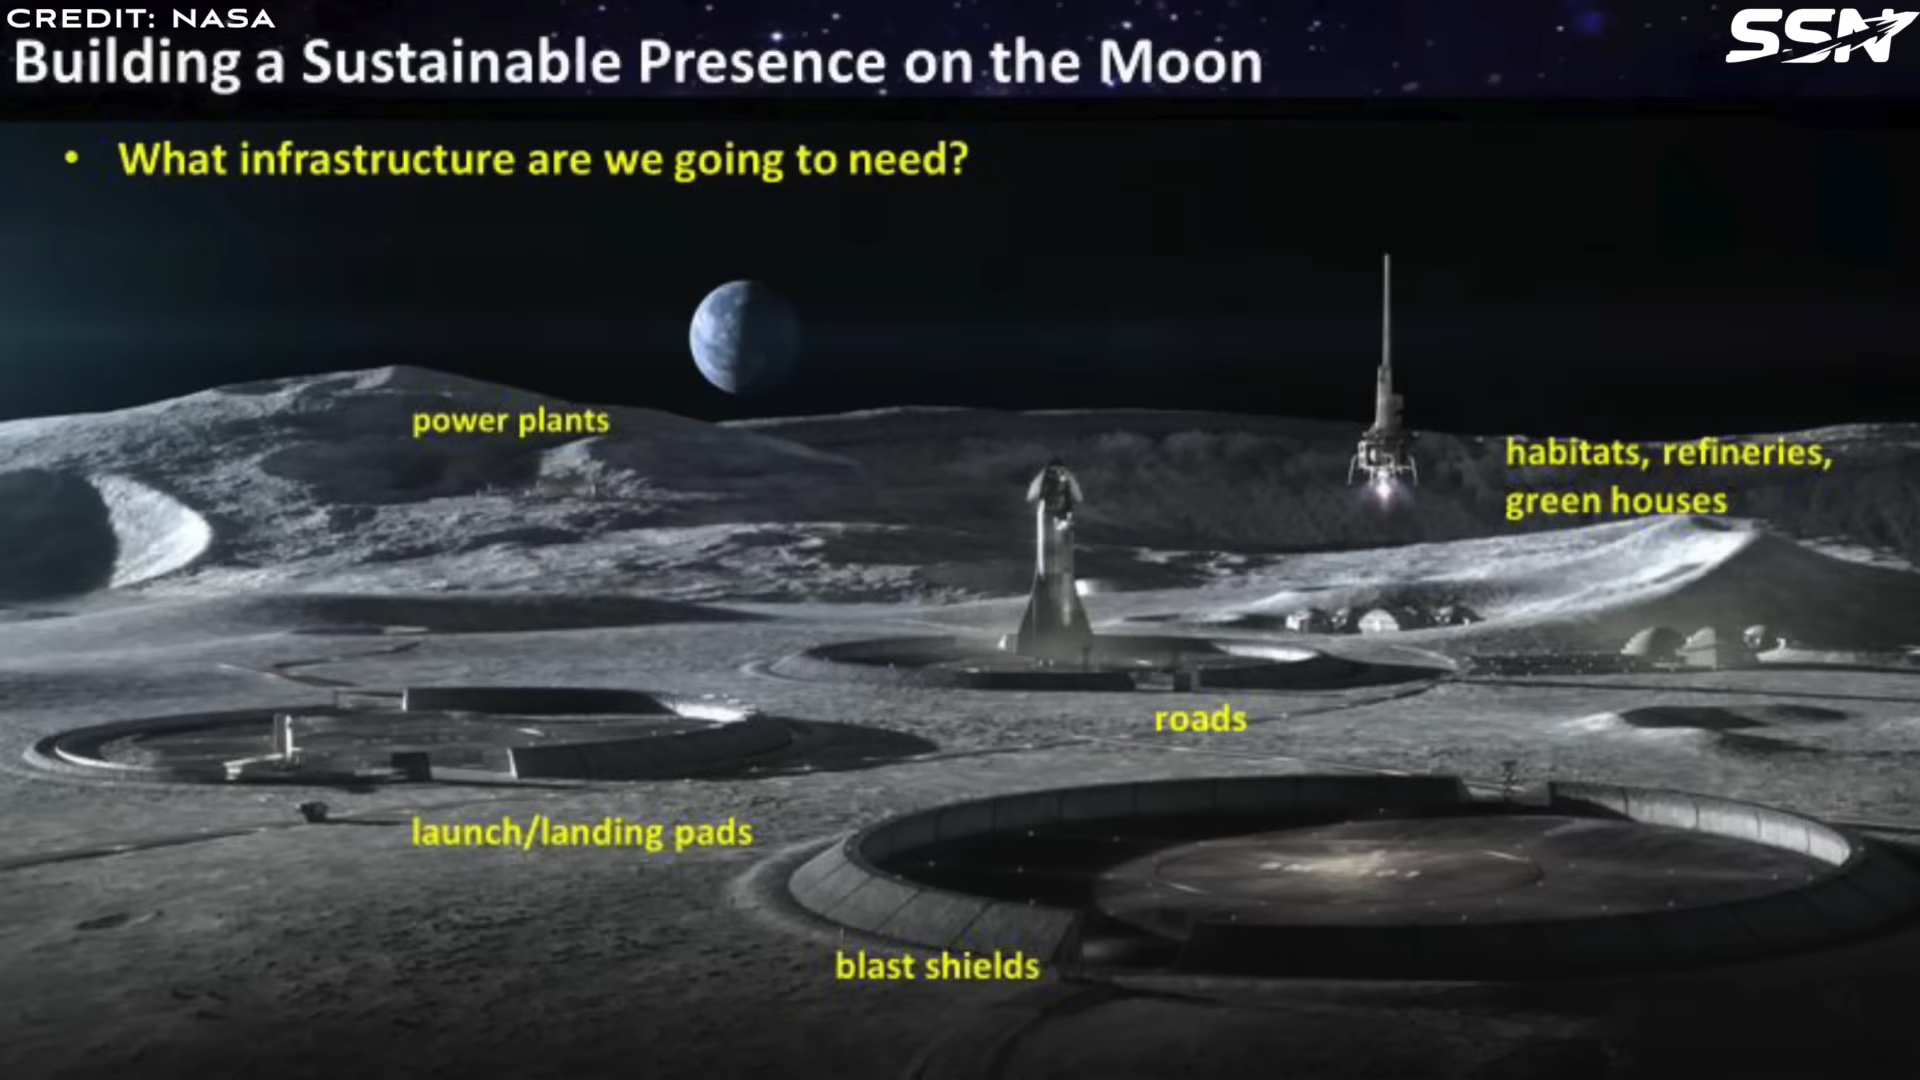 CREDIT: NASA
SSN
Building a Sustainable Presence on the Moon
• What infrastructure are we going to need?
power plants
habitats, refineries,
green houses
roads
launch/landing pads
blast shields